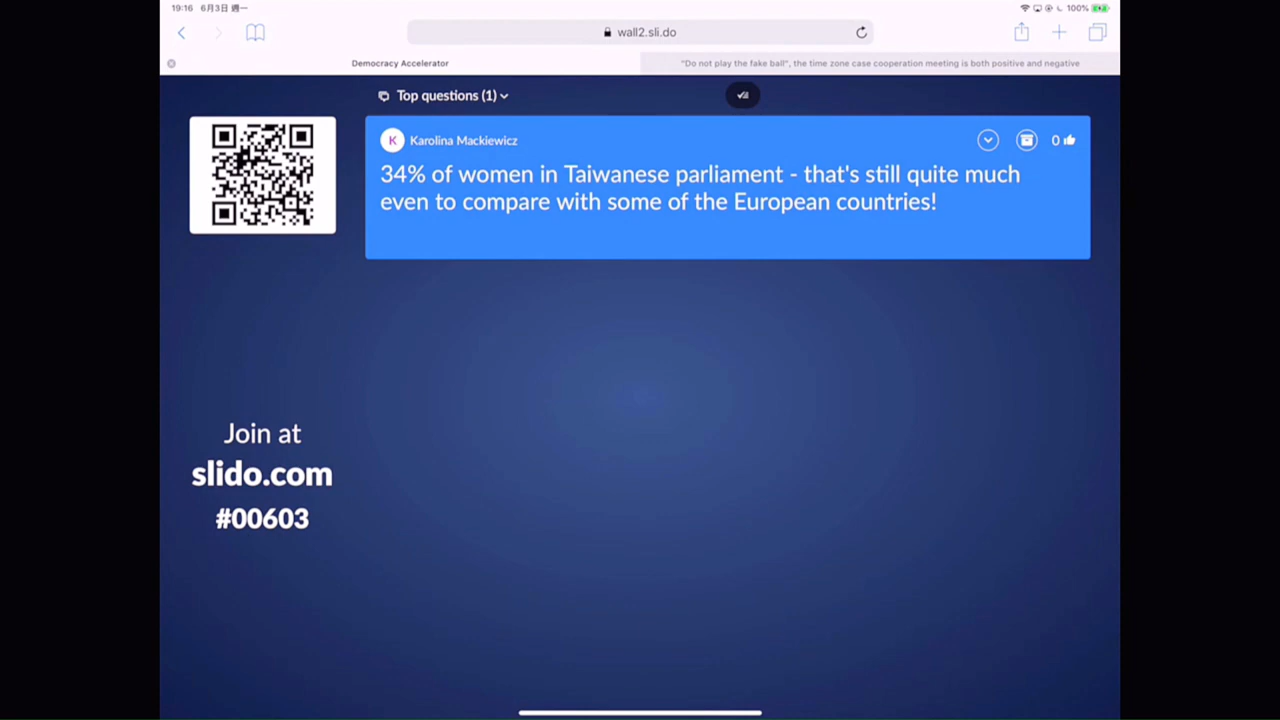 19:16 6月3日 週一
100%
wall2.sli.do
Democracy Accelerator
"Do not play the fake ball", the time zone case cooperation meeting is both positive and negative
Top questions (1)
K Karolina Mackiewicz
0
34% of women in Taiwanese parliament - that's still quite much
even to compare with some of the European countries!
Join at
slido.com
#00603